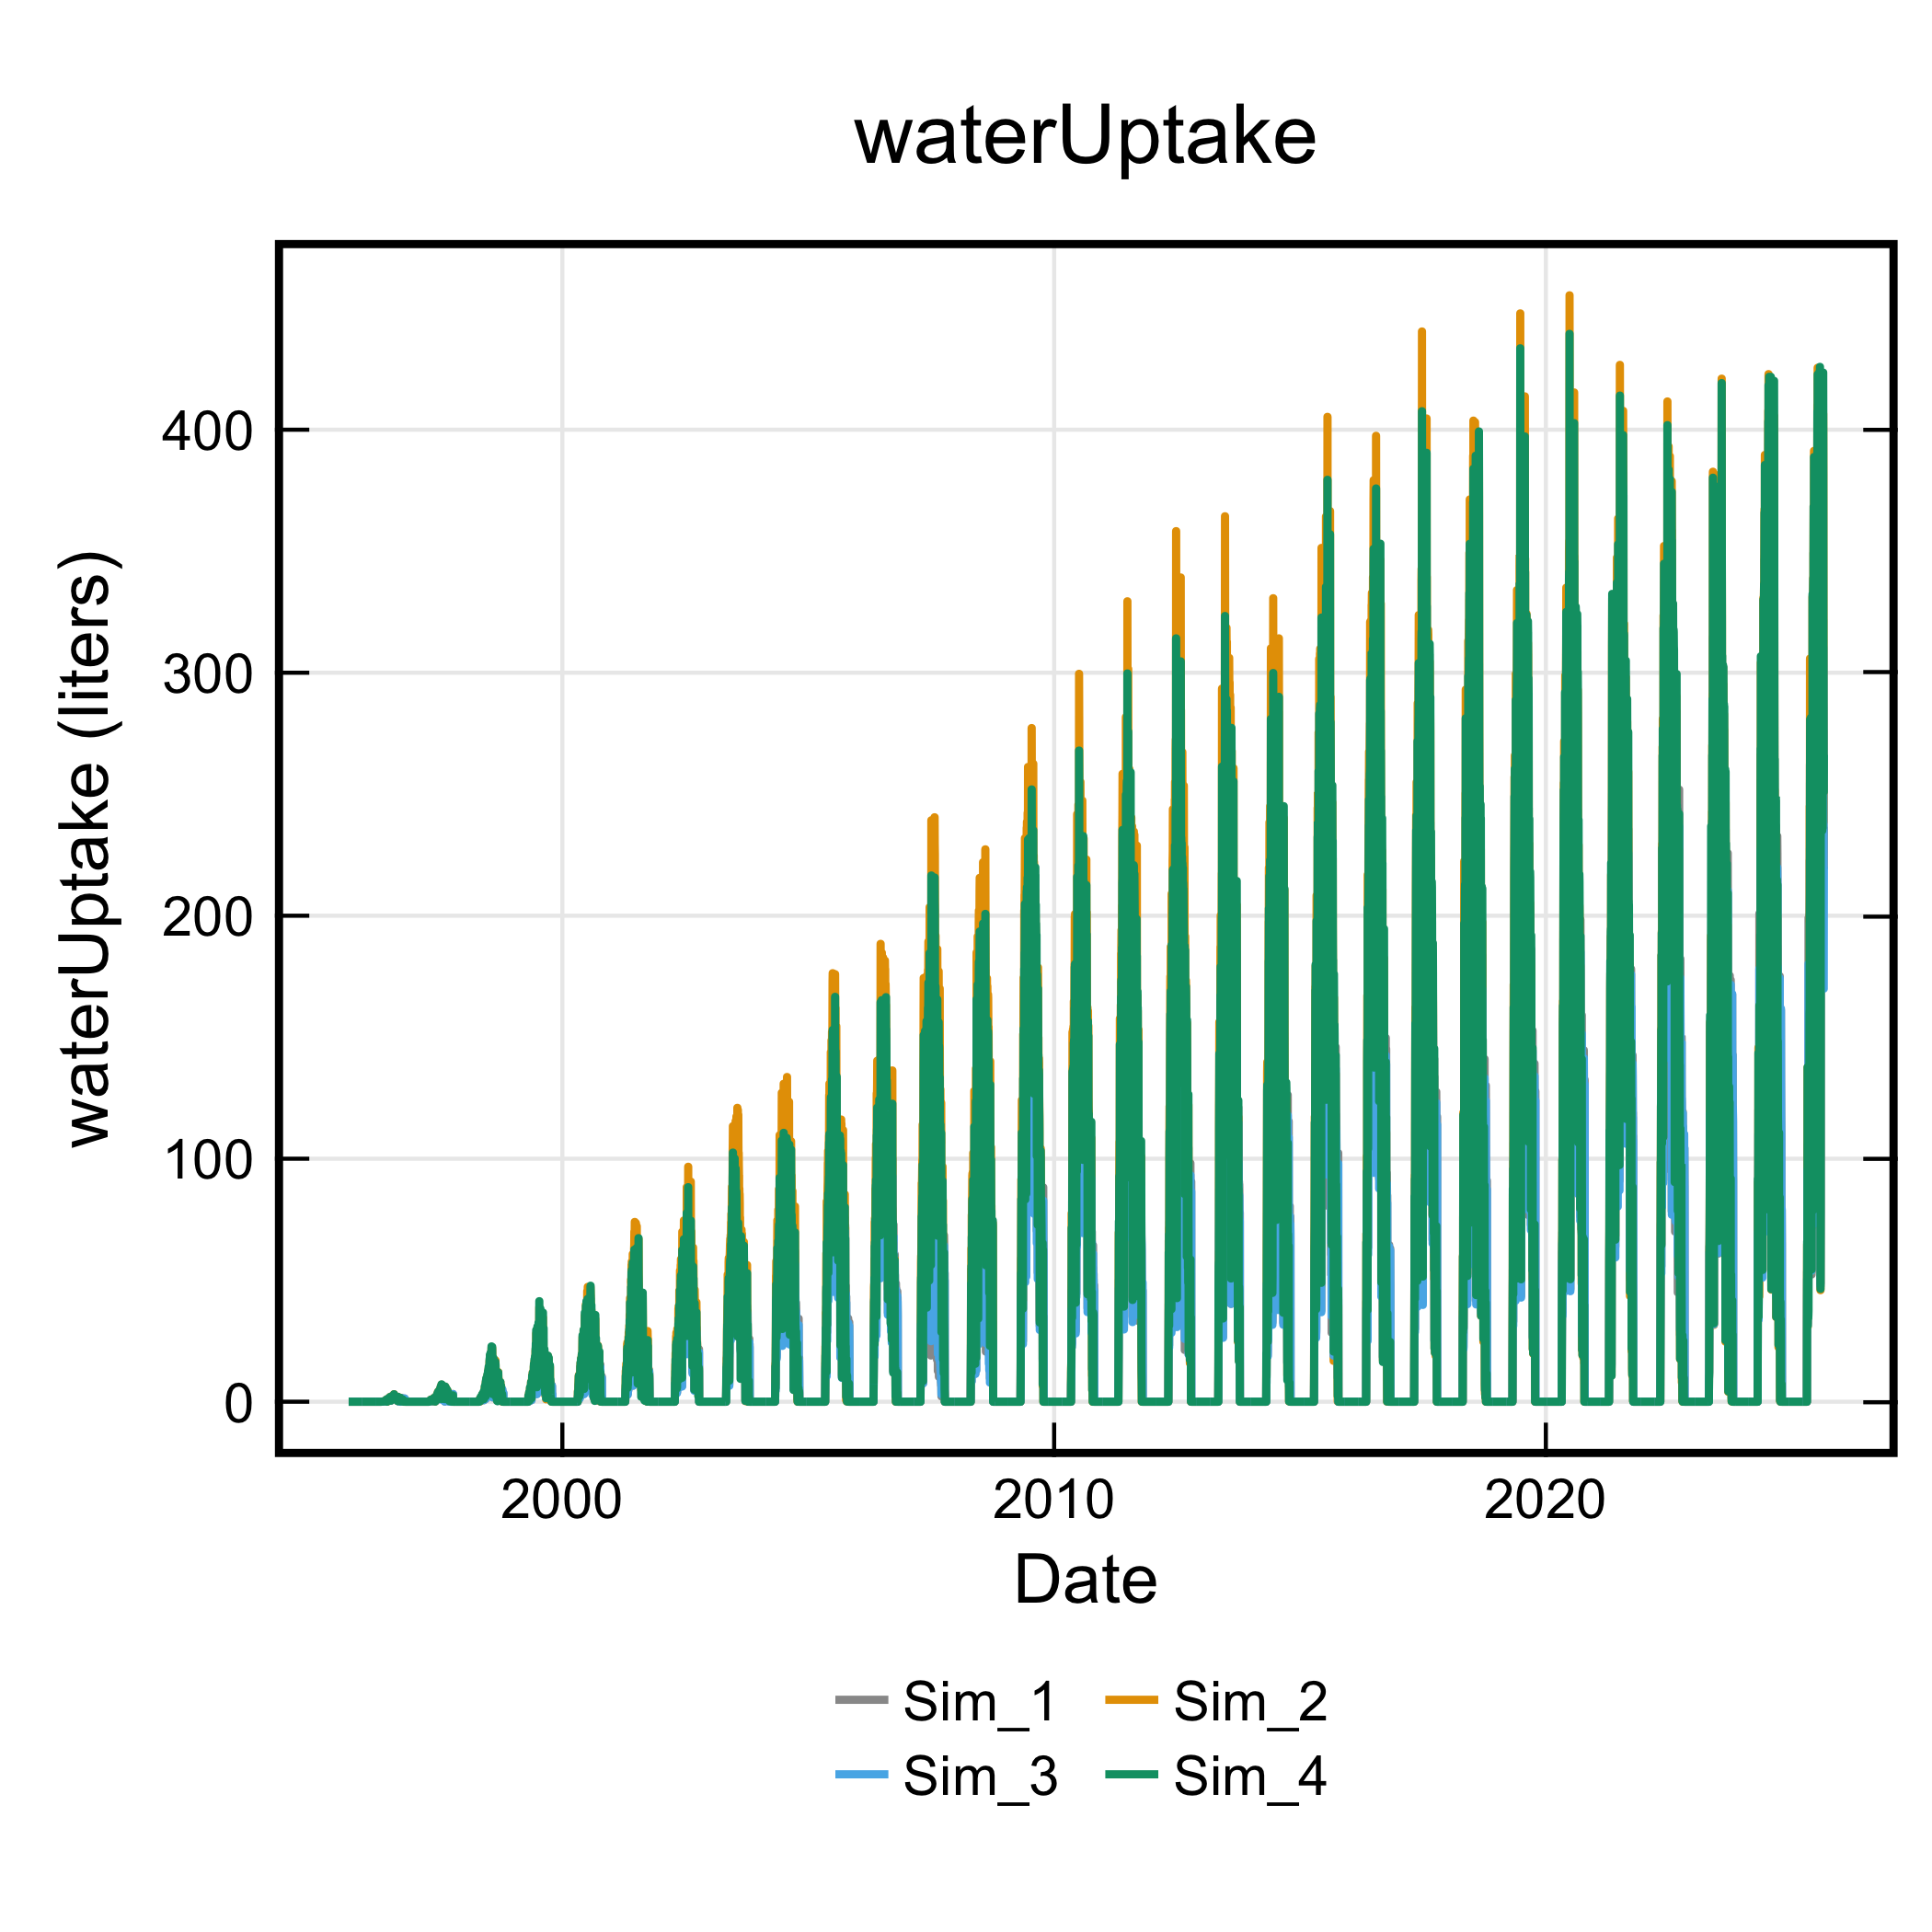 waterUptake
waterUptake (liters)
400
300
200
100
0
2000 2010 2020
Date
Sim_1 Sim_2
Sim_3 Sim_4